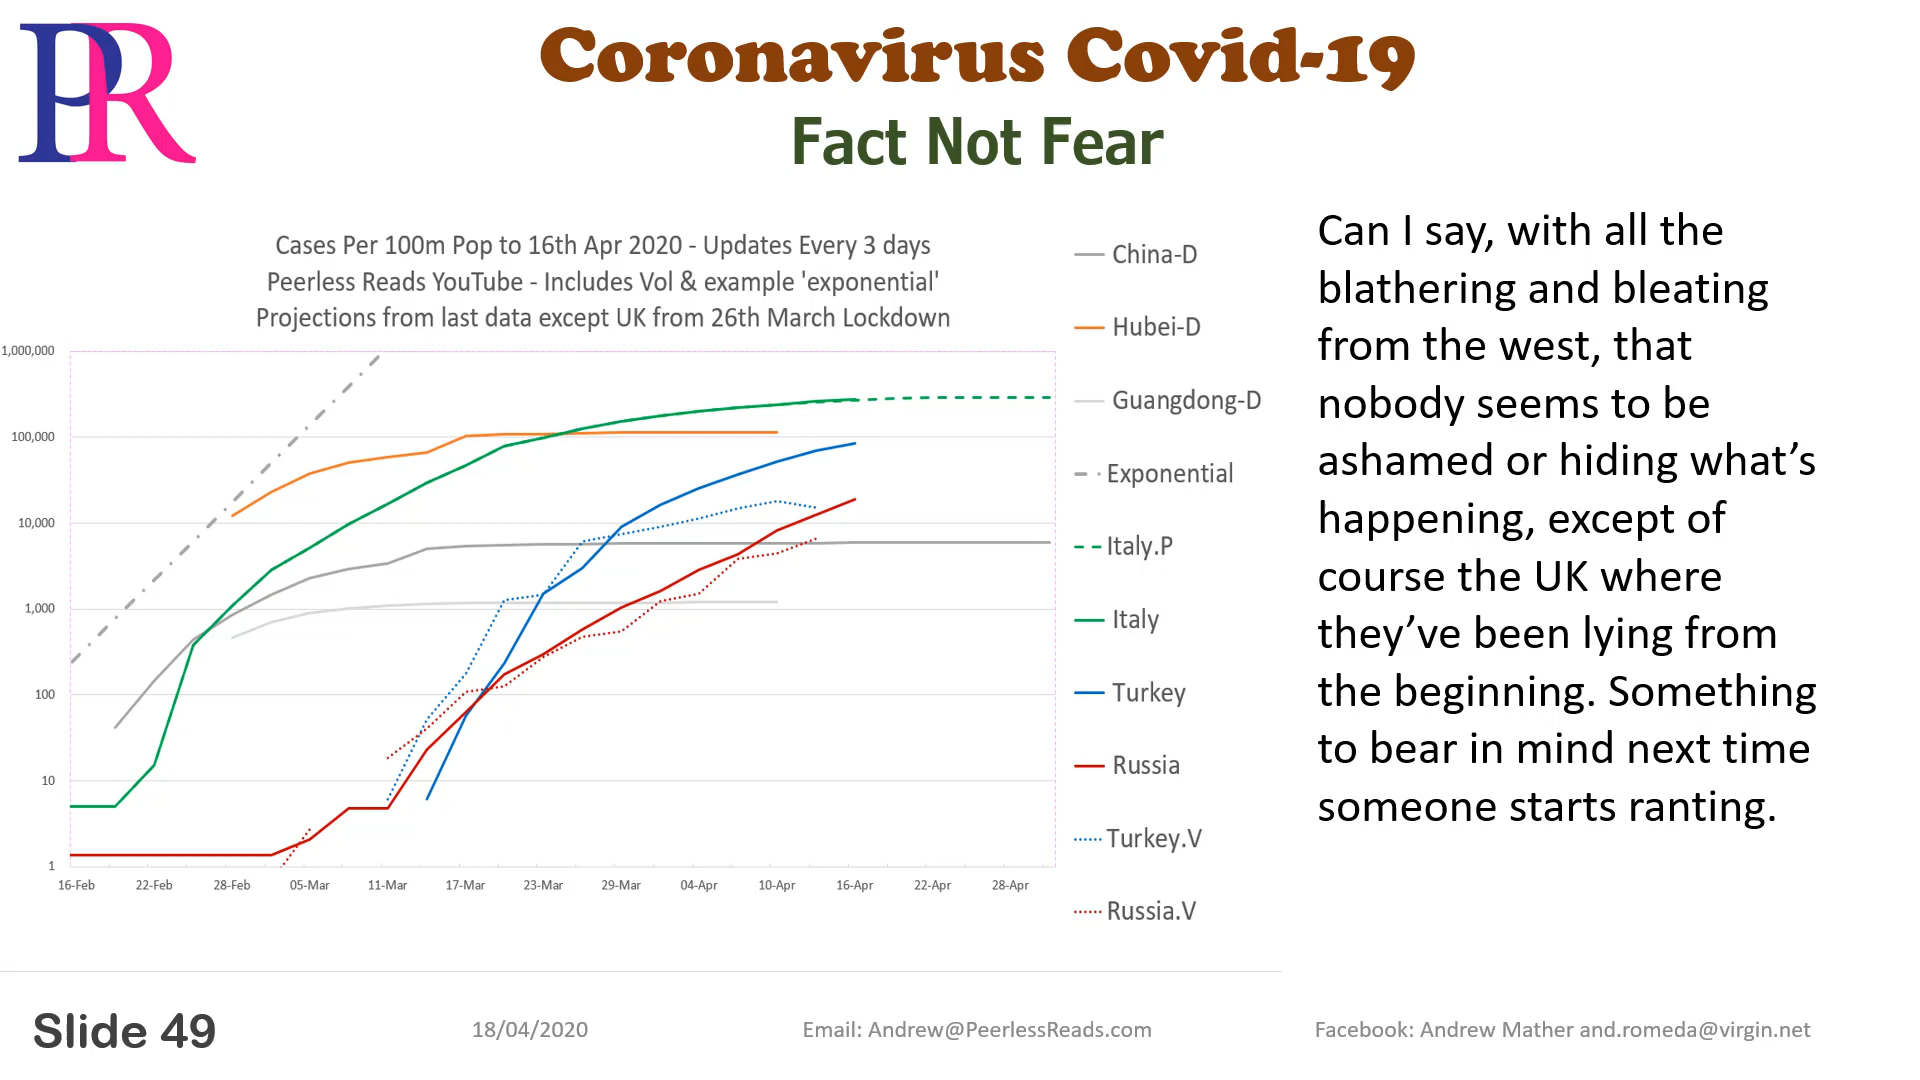 PR
Coronavirus Covid-19
Fact Not Fear
Cases Per 100m Pop to 16th Apr 2020 - Updates Every 3 days
Peerless Reads YouTube - Includes Vol & example 'exponential'
Projections from last data except UK from 26th March Lockdown
1,000,000
100,000
10,000
1,000
100
10
1
16-Feb 22-Feb 28-Feb 05-Mar 11-Mar 17-Mar 23-Mar 29-Mar 04-Apr 10-Apr 16-Apr 22-Apr 28-Apr
China-D
Hubei-D
Guangdong-D
Exponential
Italy.P
Italy
Turkey
Russia
Turkey.V
Russia.V
Can I say, with all the
blathering and bleating
from the west, that
nobody seems to be
ashamed or hiding what’s
happening, except of
course the UK where
they’ve been lying from
the beginning. Something
to bear in mind next time
someone starts ranting.
Slide 49
18/04/2020
Email: Andrew@PeerlessReads.com
Facebook: Andrew Mather and.romeda@virgin.net